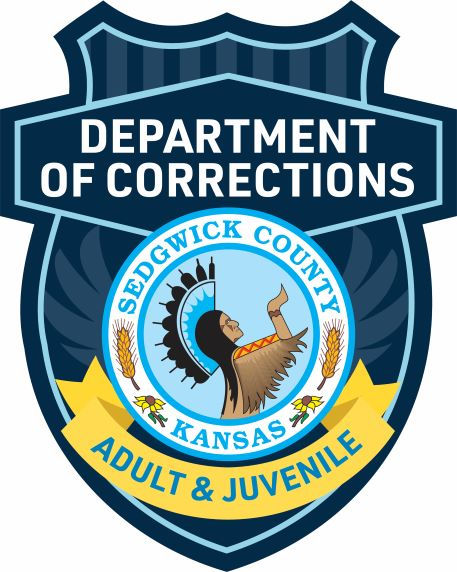 DEPARTMENT
OF CORRECTIONS
SEDGWICK COUNTY
KANSAS
ADULT & JUVENILE